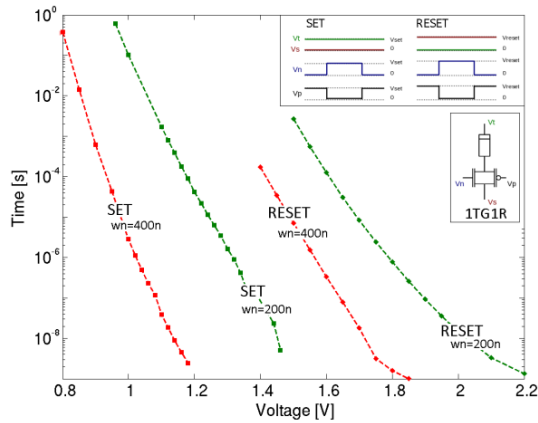 10^0
10^-2
10^-4
10^-6
10^-8
Time [s]
0.8 1 1.2 1.4 1.6 1.8 2 2.2
Voltage [V]
SET RESET
Vt Vset Vreset
Vs 0 0
Vn Vset Vreset
0 0
Vp Vset Vreset
0 0
Vt
Vn Vp
Vs
1TG1R
SET
wn=400n
RESET
wn=400n
SET
wn=200n
RESET
wn=200n